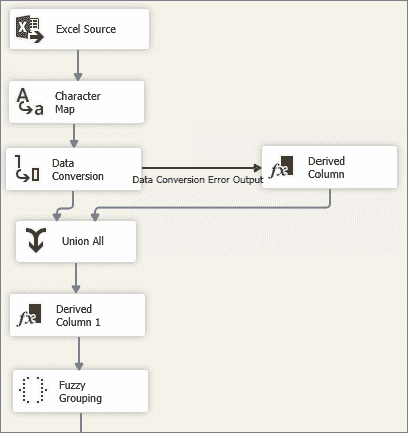 Excel Source
Character
Map
Data
Conversion
Data Conversion Error Output
Derived
Column
Union All
Derived
Column 1
Fuzzy
Grouping